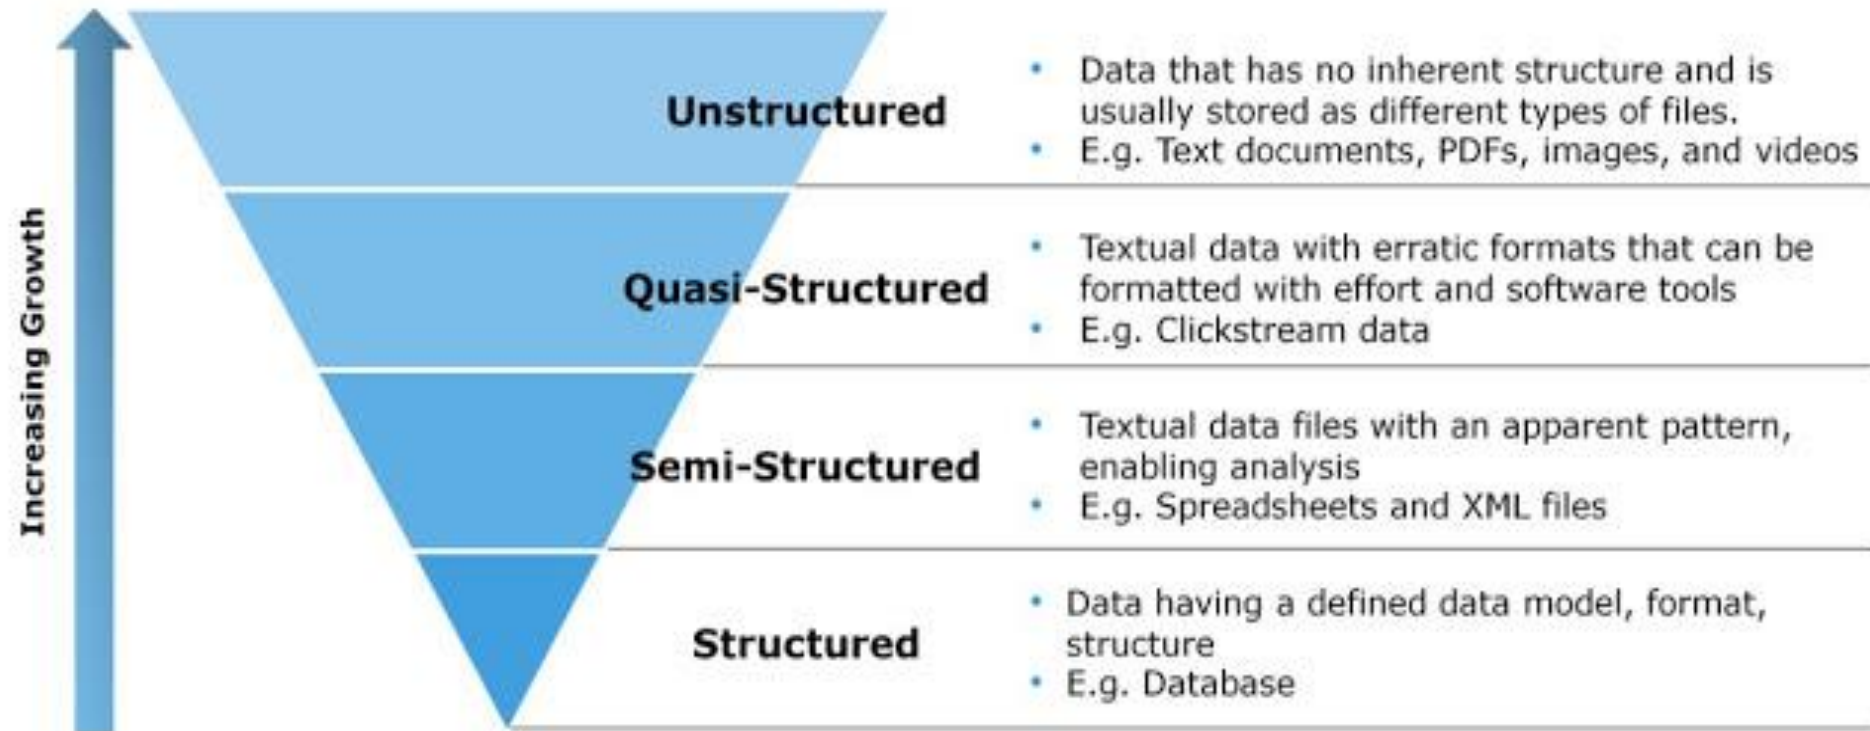 Increasing Growth
Unstructured
• Data that has no inherent structure and is
usually stored as different types of files.
• E.g. Text documents, PDFs, images, and videos
Quasi-Structured
• Textual data with erratic formats that can be
formatted with effort and software tools
• E.g. Clickstream data
Semi-Structured
• Textual data files with an apparent pattern,
enabling analysis
• E.g. Spreadsheets and XML files
Structured
• Data having a defined data model, format,
structure
• E.g. Database